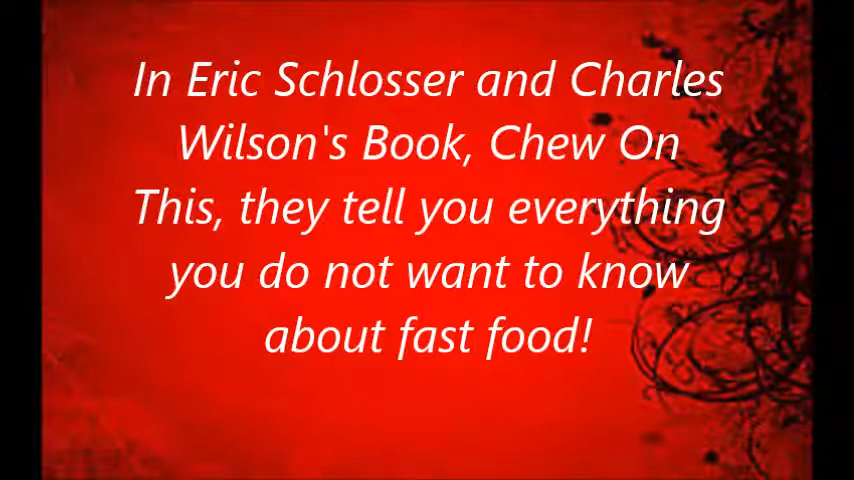 In Eric Schlosser and Charles
Wilson's Book, Chew On
This, they tell you everything
you do not want to know
about fast food!